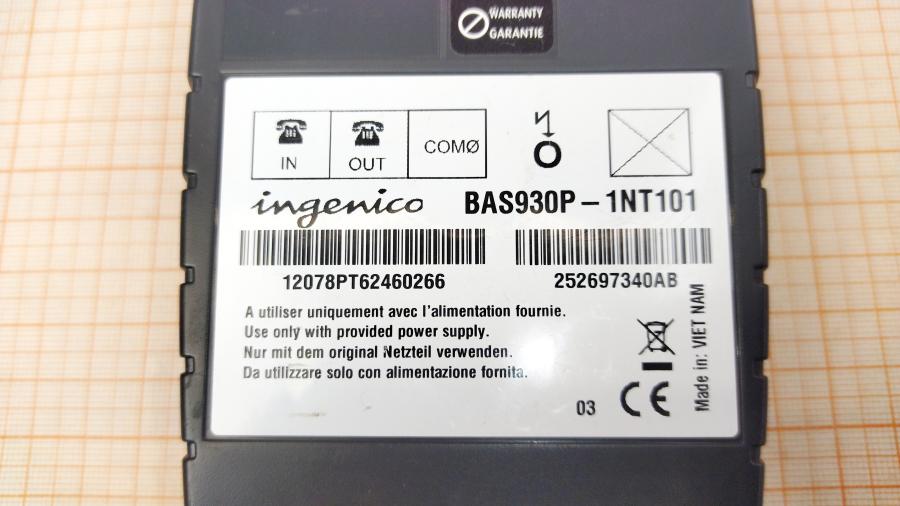 WARRANTY
GARANTIE
IN
OUT
COMØ
ingenico
BAS930P – 1NT101
12078PT62460266
252697340AB
A utiliser uniquement avec l'alimentation fournie.
Use only with provided power supply.
Nur mit dem original Netzteil verwenden.
Da utilizzare solo con alimentazione fornita.
03
CE
Made in: VIET NAM